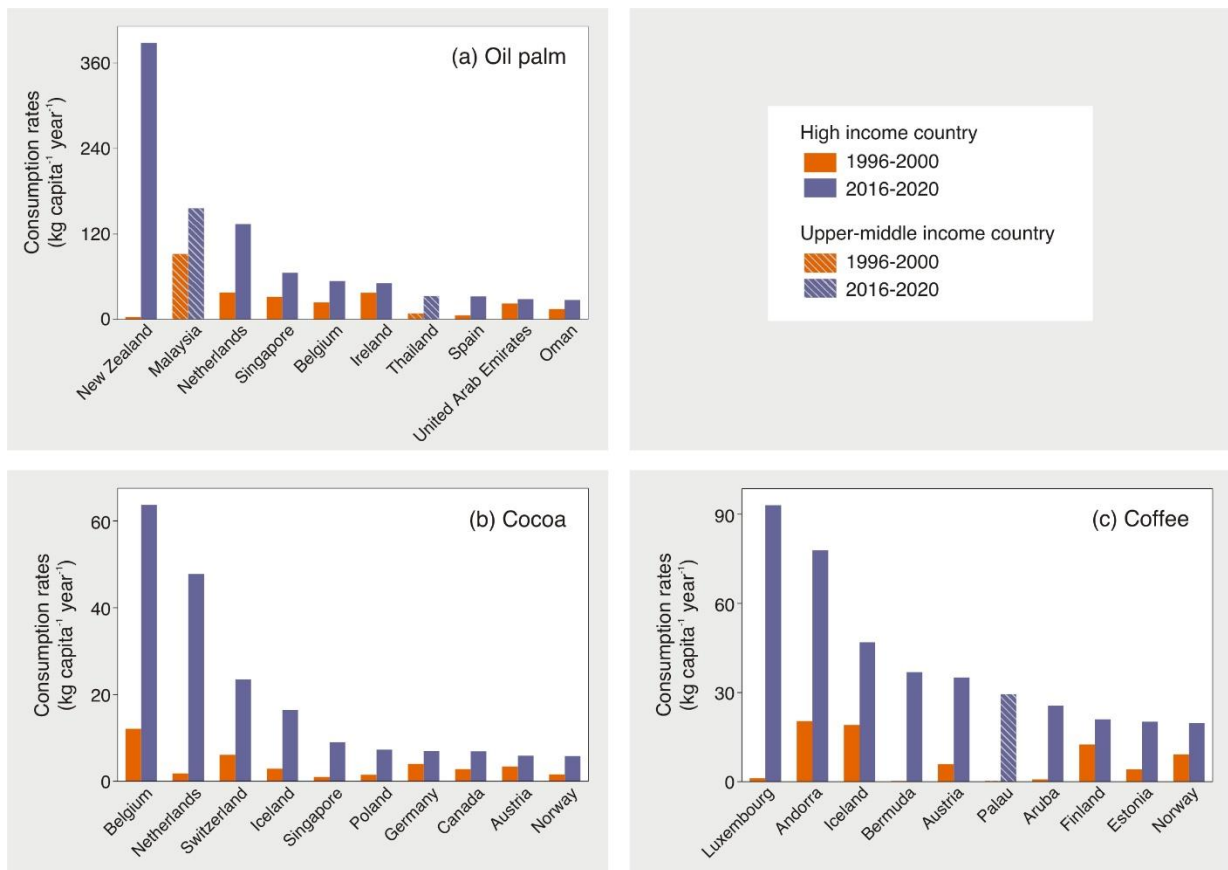 (a) Oil palm
Consumption rates
(kg capita⁻¹ year⁻¹)
360
240
120
0
New Zealand
Malaysia
Netherlands
Singapore
Belgium
Ireland
Thailand
Spain
United Arab Emirates
Oman
High income country
1996-2000
2016-2020
Upper-middle income country
1996-2000
2016-2020
(b) Cocoa
Consumption rates
(kg capita⁻¹ year⁻¹)
60
40
20
0
Belgium
Netherlands
Switzerland
Iceland
Singapore
Poland
Germany
Canada
Austria
Norway
(c) Coffee
Consumption rates
(kg capita⁻¹ year⁻¹)
90
60
30
0
Luxembourg
Andorra
Iceland
Bermuda
Austria
Palau
Aruba
Finland
Estonia
Norway